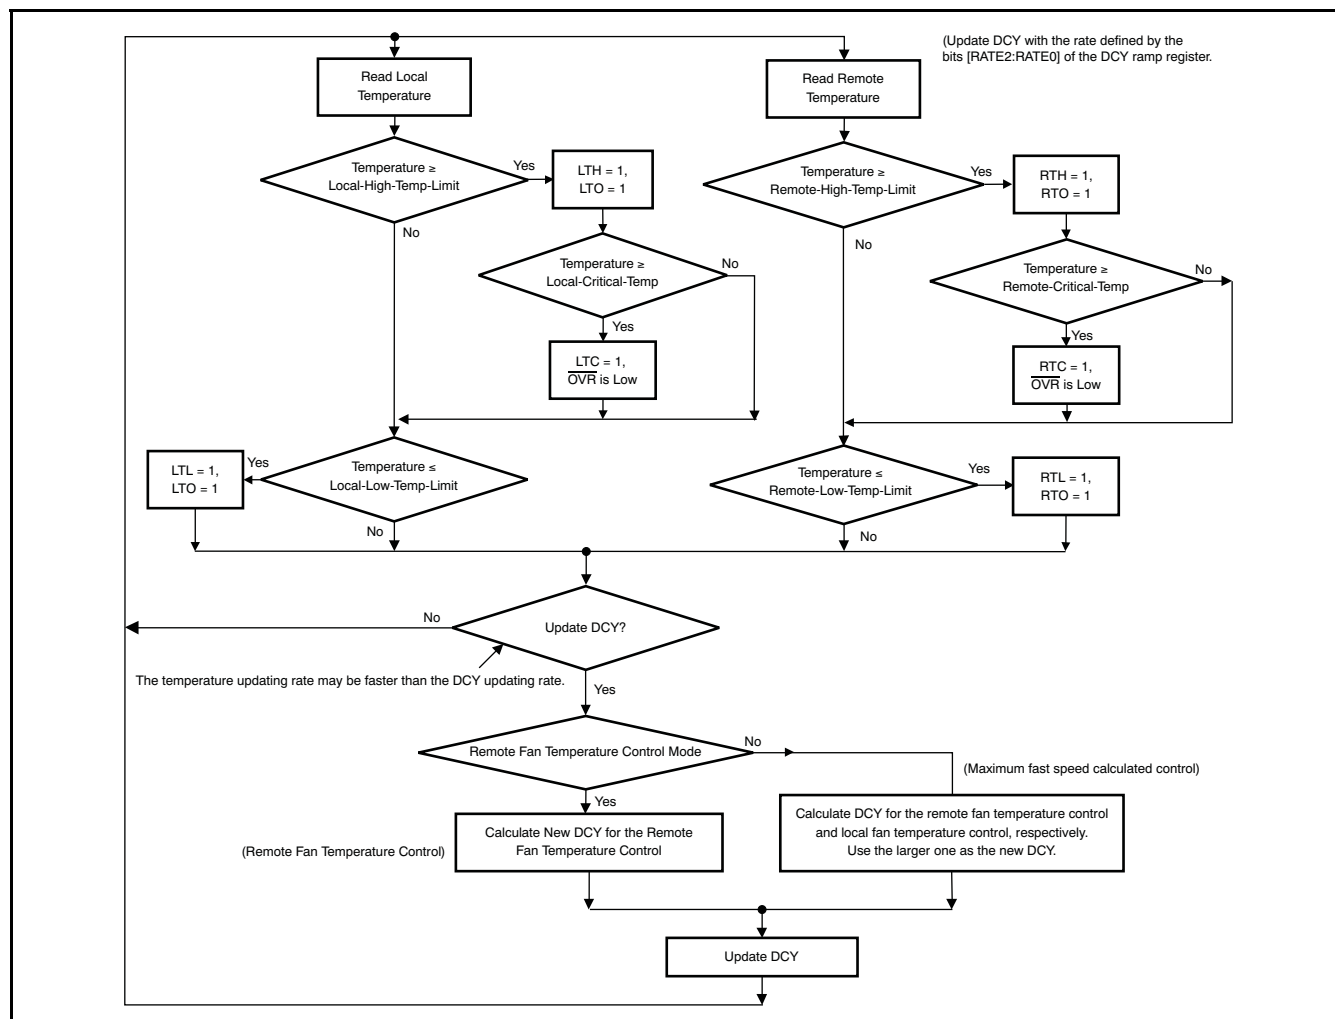 (Update DCY with the rate defined by the
bits [RATE2:RATE0] of the DCY ramp register.
Read Local
Temperature
Read Remote
Temperature
Temperature ≥
Local-High-Temp-Limit
Yes
LTH = 1,
LTO = 1
No
Temperature ≥
Remote-High-Temp-Limit
Yes
RTH = 1,
RTO = 1
No
Temperature ≥
Local-Critical-Temp
No
Yes
LTC = 1,
OVR is Low
Temperature ≥
Remote-Critical-Temp
No
Yes
RTC = 1,
OVR is Low
Temperature ≤
Local-Low-Temp-Limit
Yes
LTL = 1,
LTO = 1
No
Temperature ≤
Remote-Low-Temp-Limit
Yes
RTL = 1,
RTO = 1
No
Update DCY?
No
The temperature updating rate may be faster than the DCY updating rate.
Yes
Remote Fan Temperature Control Mode
No
(Maximum fast speed calculated control)
Yes
(Remote Fan Temperature Control)
Calculate New DCY for the Remote
Fan Temperature Control
Calculate DCY for the remote fan temperature control
and local fan temperature control, respectively.
Use the larger one as the new DCY.
Update DCY